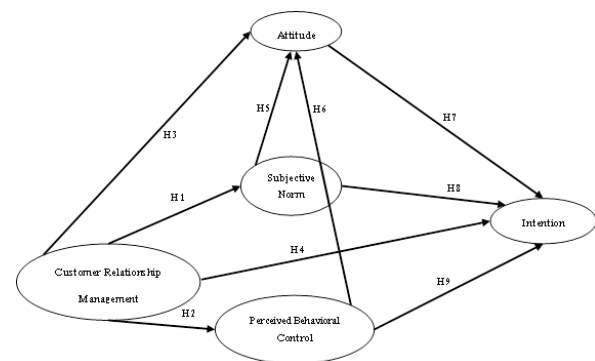 Attitude
H5
H6
H7
H3
Subjective
Norm
H8
H1
Intention
H4
Customer Relationship
Management
H9
H2
Perceived Behavioral
Control